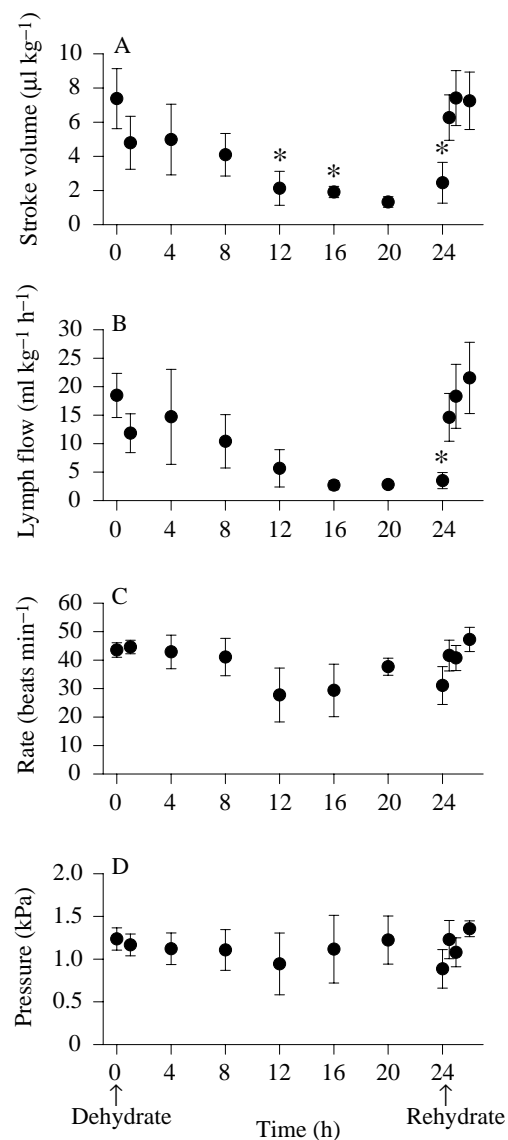 A
Stroke volume (µl kg⁻¹)
10
8
6
4
2
0
* * *
0 4 8 12 16 20 24
B
Lymph flow (ml kg⁻¹ h⁻¹)
30
25
20
15
10
5
0
*
0 4 8 12 16 20 24
C
Rate (beats min⁻¹)
60
50
40
30
20
10
0
0 4 8 12 16 20 24
D
Pressure (kPa)
2.0
1.5
1.0
0.5
0
0 4 8 12 16 20 24
Dehydrate Time (h) Rehydrate